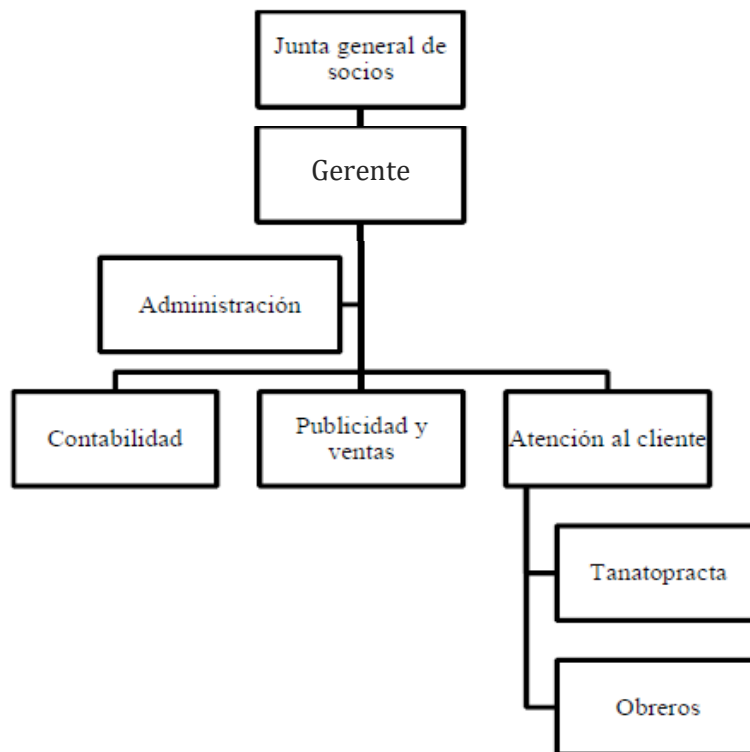 Junta general de
socios
Gerente
Administración
Contabilidad
Publicidad y
ventas
Atención al cliente
Tanatopracta
Obreros